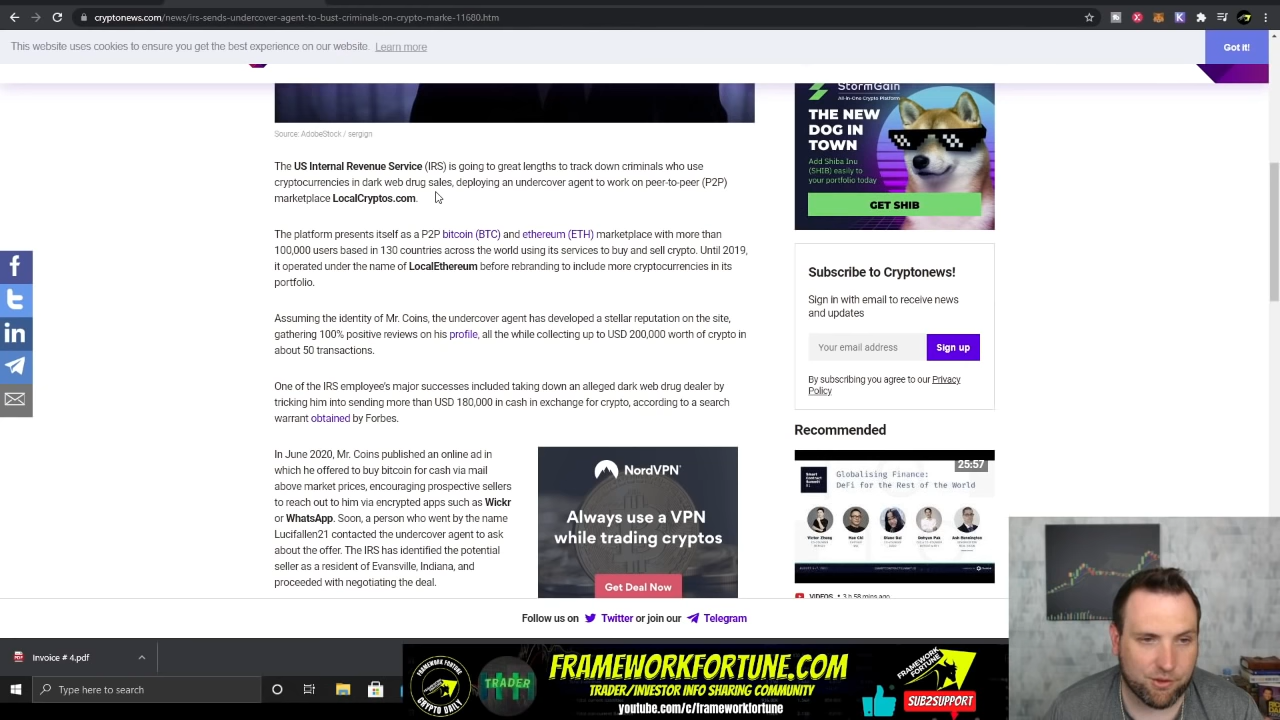 cryptonews.com/news/irs-sends-undercover-agent-to-bust-criminals-on-crypto-marke-11680.htm
This website uses cookies to ensure you get the best experience on our website. Learn more
Got it!
Source: AdobeStock / sergign
The US Internal Revenue Service (IRS) is going to great lengths to track down criminals who use
cryptocurrencies in dark web drug sales, deploying an undercover agent to work on peer-to-peer (P2P)
marketplace LocalCryptos.com.
The platform presents itself as a P2P bitcoin (BTC) and ethereum (ETH) marketplace with more than
100,000 users based in 130 countries across the world using its services to buy and sell crypto. Until 2019,
it operated under the name of LocalEthereum before rebranding to include more cryptocurrencies in its
portfolio.
Assuming the identity of Mr. Coins, the undercover agent has developed a stellar reputation on the site,
gathering 100% positive reviews on his profile, all the while collecting up to USD 200,000 worth of crypto in
about 50 transactions.
One of the IRS employee's major successes included taking down an alleged dark web drug dealer by
tricking him into sending more than USD 180,000 in cash in exchange for crypto, according to a search
warrant obtained by Forbes.
In June 2020, Mr. Coins published an online ad in
which he offered to buy bitcoin for cash via mail
above market prices, encouraging prospective sellers
to reach out to him via encrypted apps such as Wickr
or WhatsApp. Soon, a person who went by the name
Lucifallen21 contacted the undercover agent to ask
about the offer. The IRS has identified the potential
seller as a resident of Evansville, Indiana, and
proceeded with negotiating the deal.
NordVPN
Always use a VPN
while trading cryptos
Get Deal Now
StormGain
All-in-One Crypto Platform
THE NEW
DOG IN
TOWN
Add Shiba Inu
(SHIB) easily to
your portfolio today
GET SHIB
Subscribe to Cryptonews!
Sign in with email to receive news
and updates
Your email address
Sign up
By subscribing you agree to our Privacy
Policy
Recommended
25:57
Globalising Finance:
DeFi for the Rest of the World
VIDEOS • 3 h 58 mins ago
Follow us on Twitter or join our Telegram
Invoice # 4.pdf
Type here to search
FRAMEWORK FORTUNE
CRYPTO DAILY
TRADER
FRAMEWORKFORTUNE.COM
TRADER/INVESTOR INFO SHARING COMMUNITY
youtube.com/c/frameworkfortune
FRAMEWORK
FORTUNE
SUB2SUPPORT